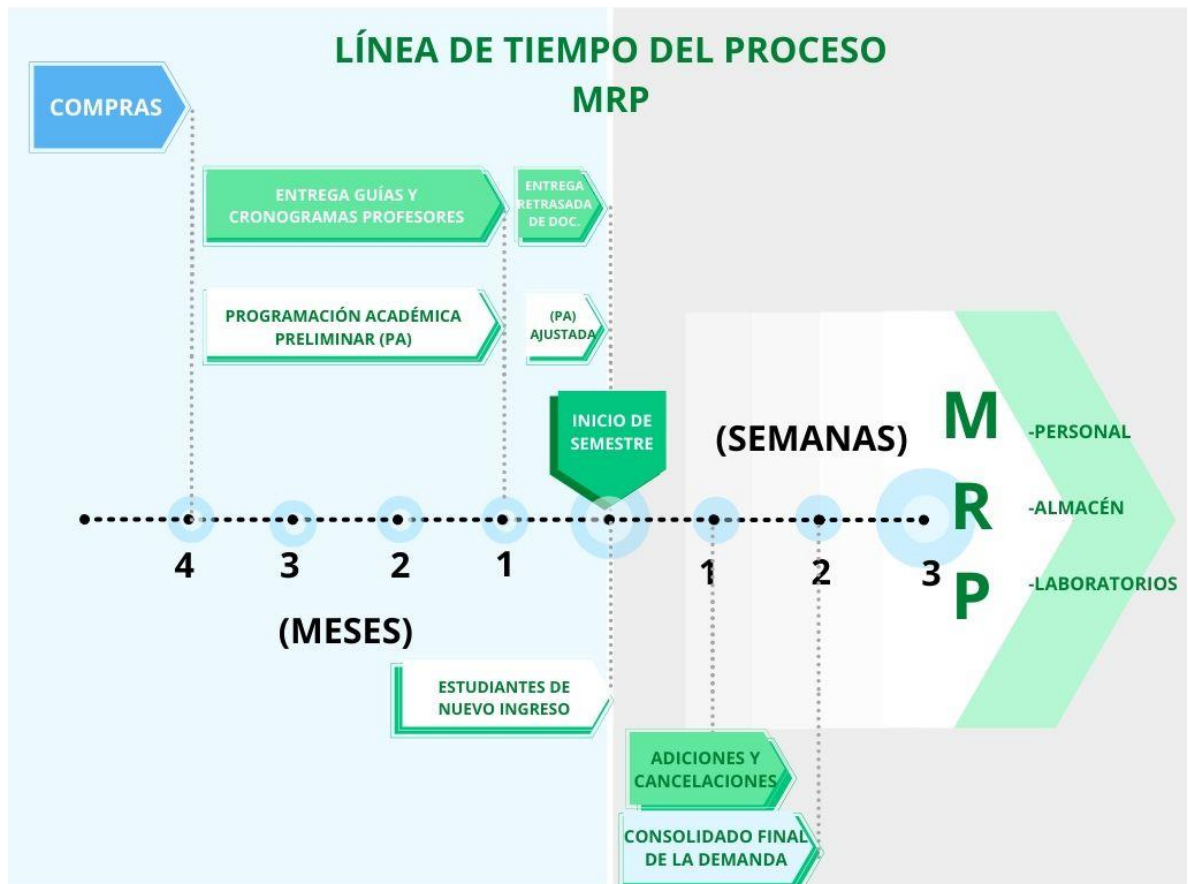 LÍNEA DE TIEMPO DEL PROCESO
MRP
COMPRAS
ENTREGA GUÍAS Y
CRONOGRAMAS PROFESORES
ENTREGA
RETRASADA
DE DOC.
PROGRAMACIÓN ACADÉMICA
PRELIMINAR (PA)
(PA)
AJUSTADA
INICIO DE
SEMESTRE
(SEMANAS)
M
R
P
-PERSONAL
-ALMACÉN
-LABORATORIOS
4
3
2
1
1
2
3
(MESES)
ESTUDIANTES DE
NUEVO INGRESO
ADICIONES Y
CANCELACIONES
CONSOLIDADO FINAL
DE LA DEMANDA